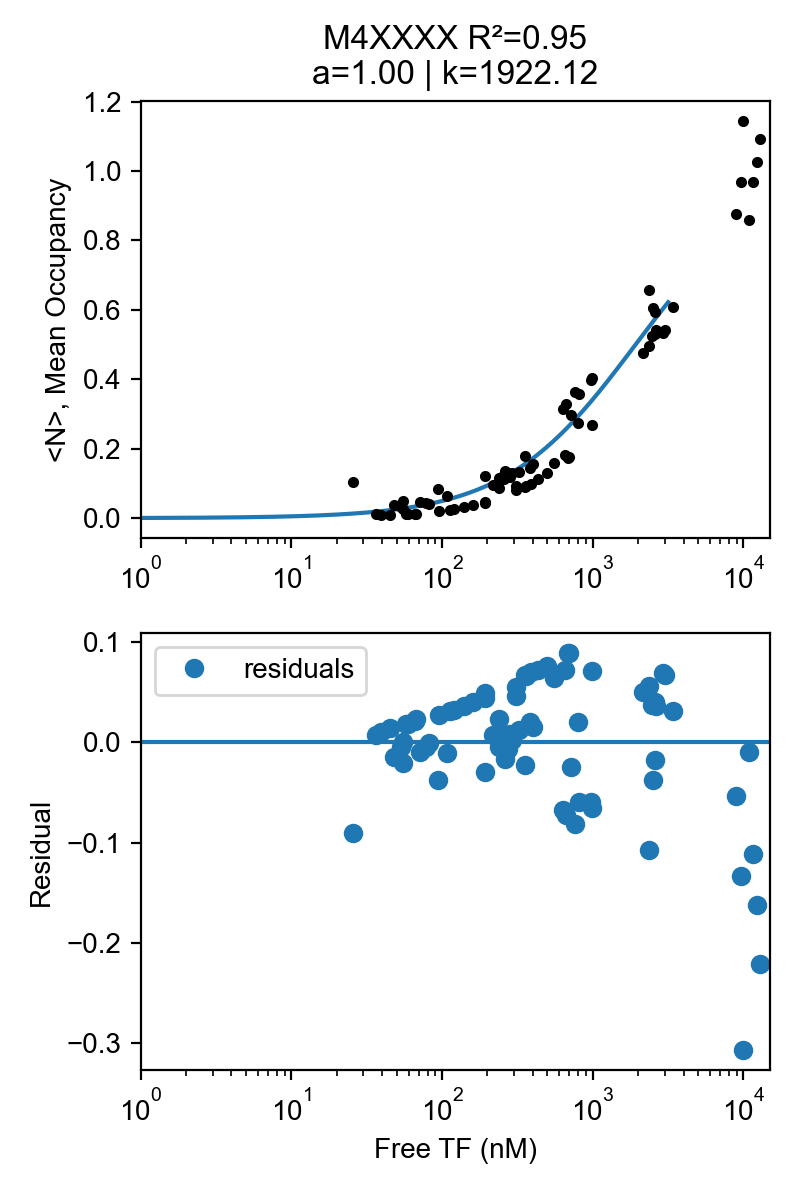 M4XXXX R²=0.95
a=1.00 | k=1922.12
<N>, Mean Occupancy
1.2
1.0
0.8
0.6
0.4
0.2
0.0
10⁰ 10¹ 10² 10³ 10⁴
residuals
Residual
0.1
0.0
−0.1
−0.2
−0.3
10⁰ 10¹ 10² 10³ 10⁴
Free TF (nM)